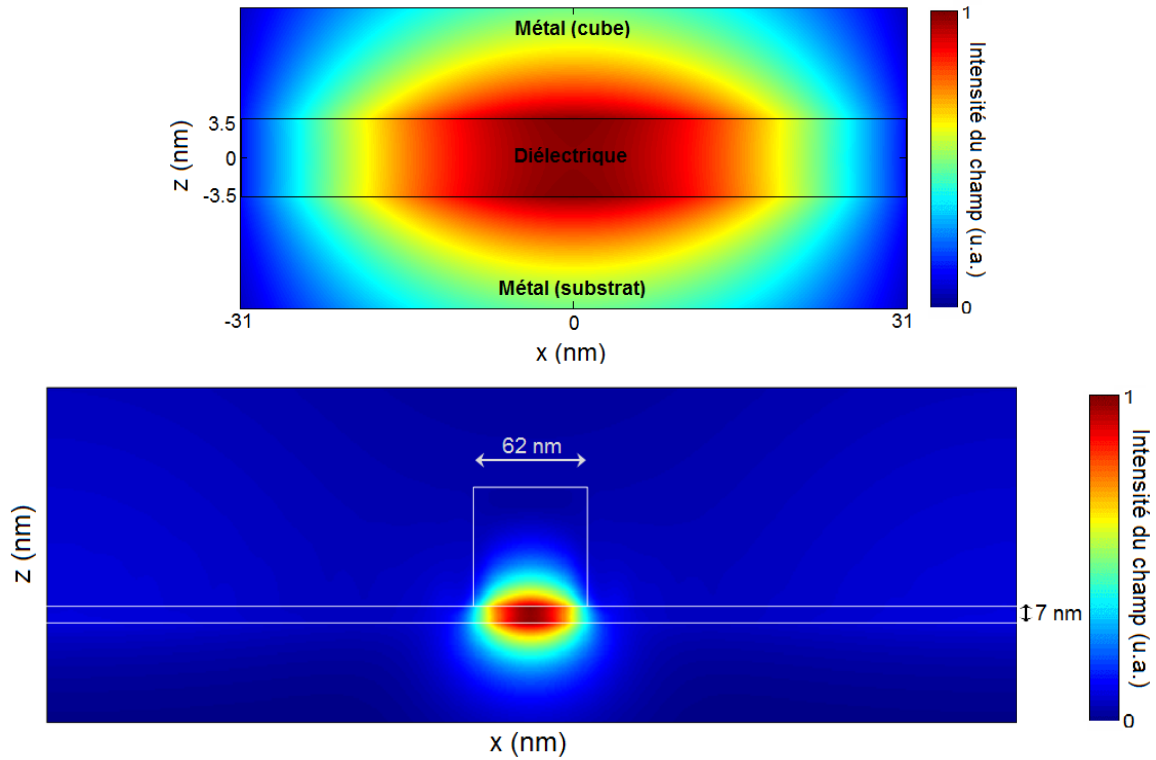 Métal (cube)
1
3.5
z (nm)
0
Diélectrique
-3.5
Métal (substrat)
0
-31
0
31
x (nm)
Intensité du champ (u.a.)
62 nm
1
z (nm)
7 nm
0
x (nm)
Intensité du champ (u.a.)